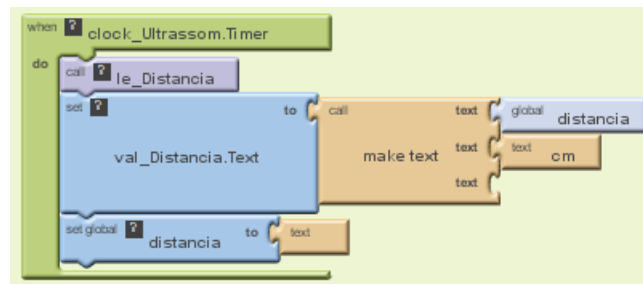 when ? clock_Ultrassom.Timer
do call ? le_Distancia
set ? val_Distancia.Text to call make text text global distancia
text text cm
text
set global ? distancia to text